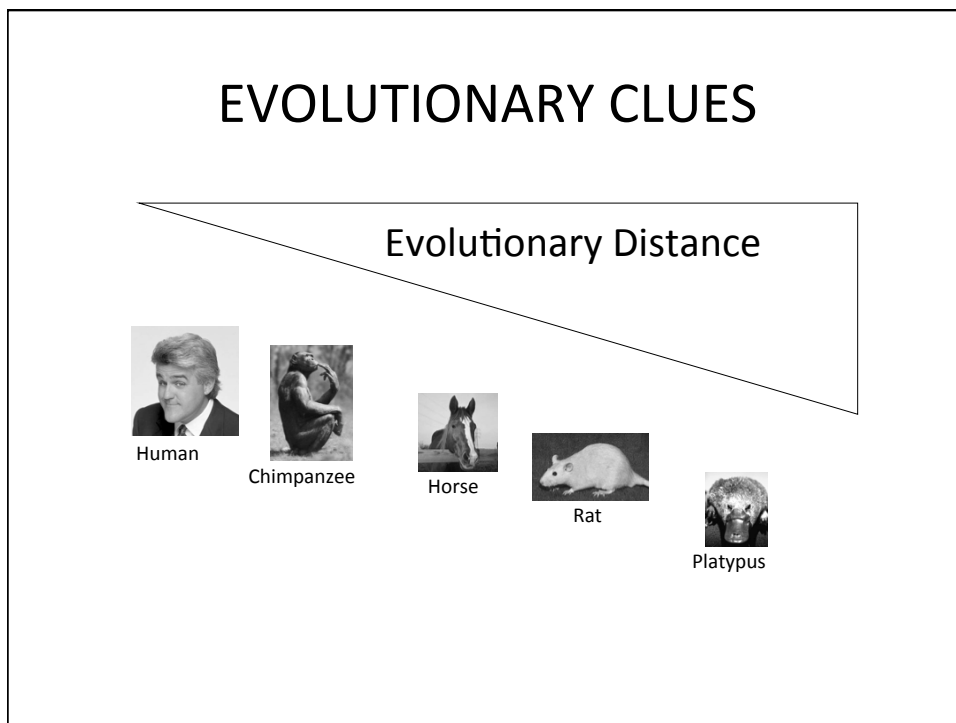 EVOLUTIONARY CLUES
Evolutionary Distance
Human
Chimpanzee
Horse
Rat
Platypus